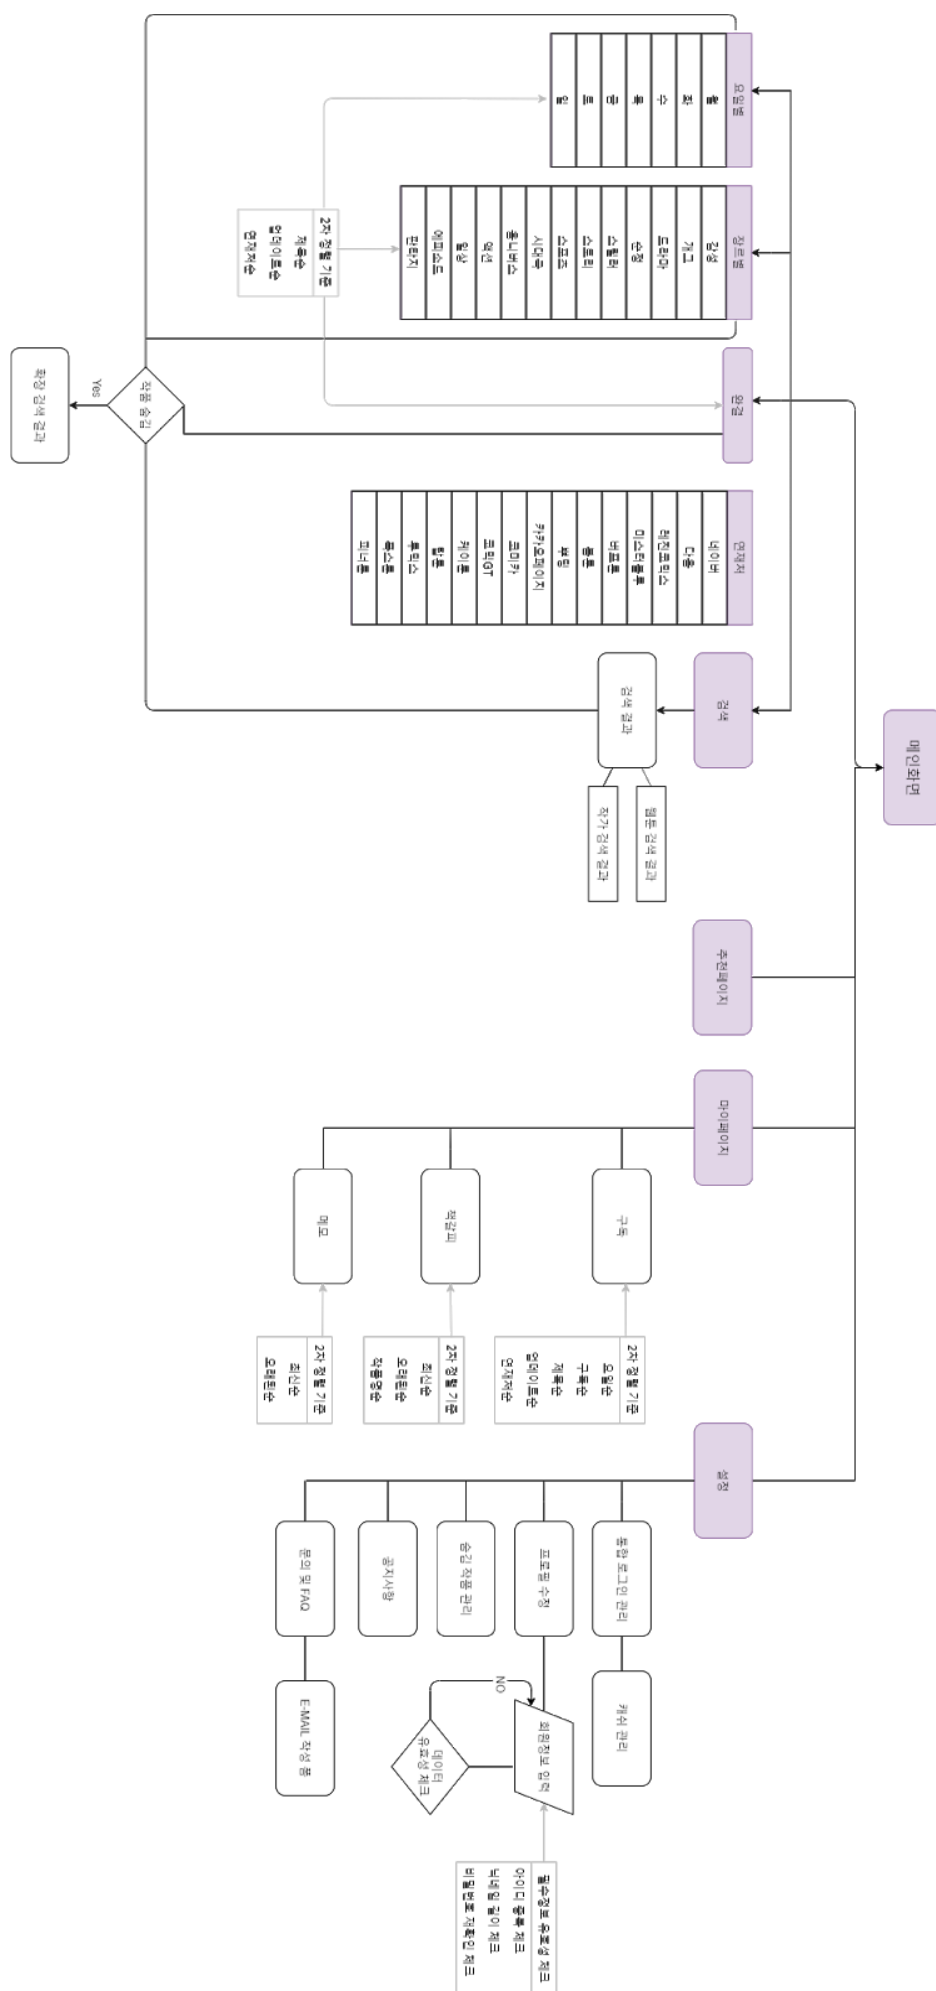 메인화면
요일별
월
화
수
목
금
토
일
장르별
감성
개그
드라마
순정
스릴러
스토리
스포츠
시대극
옴니버스
액션
일상
에피소드
판타지
2차 정렬 기준
제목순
업데이트순
연재처순
완결
작품 숨김
Yes
확장 검색 결과
연재처
네이버
다음
레진코믹스
미스터블루
버프툰
봄툰
뿌밍
카카오페이지
코미카
코믹GT
케이툰
탑툰
투믹스
폭스툰
피너툰
검색
검색 결과
웹툰 검색 결과
작가 검색 결과
추천페이지
마이페이지
구독
2차 정렬 기준
요일순
구독순
제목순
업데이트순
연재처순
책갈피
2차 정렬 기준
최신순
오래된순
작품명순
메모
2차 정렬 기준
최신순
오래된순
설정
통합 로그인 관리
캐쉬 관리
프로필 수정
회원정보 입력
NO
데이터
유효성 체크
필수정보 유효성 체크
아이디 중복 체크
닉네임 길이 체크
비밀번호 재확인 체크
숨김 작품 관리
공지사항
문의 및 FAQ
E-MAIL 작성 폼